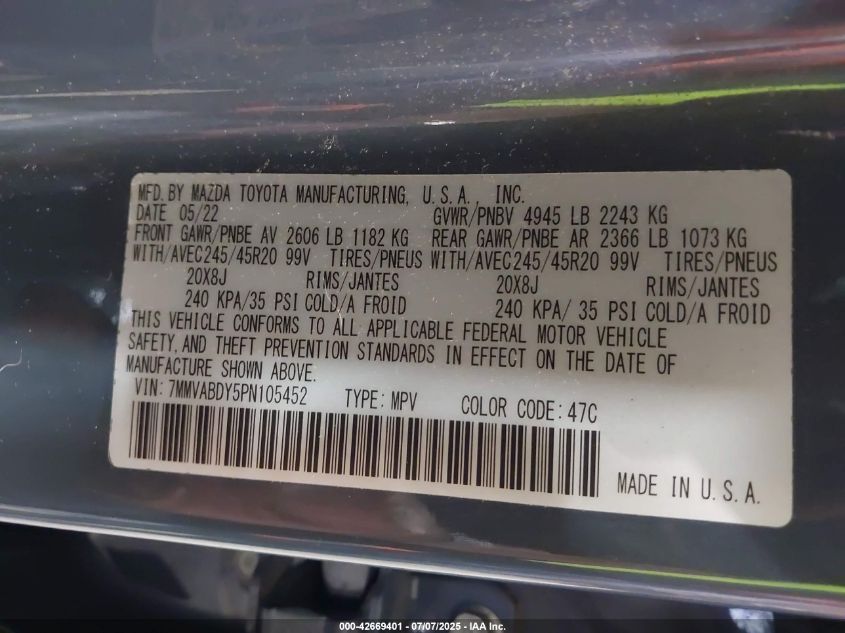 MFD. BY MAZDA TOYOTA MANUFACTURING, U.S.A., INC.
DATE 05/22 GVWR/PNBV 4945 LB 2243 KG
FRONT GAWR/PNBE AV 2606 LB 1182 KG REAR GAWR/PNBE AR 2366 LB 1073 KG
WITH/AVEC245/45R20 99V TIRES/PNEUS WITH/AVEC245/45R20 99V TIRES/PNEUS
20X8J RIMS/JANTES 20X8J RIMS/JANTES
240 KPA/35 PSI COLD/A FROID 240 KPA/ 35 PSI COLD/A FROID
THIS VEHICLE CONFORMS TO ALL APPLICABLE FEDERAL MOTOR VEHICLE
SAFETY, AND THEFT PREVENTION STANDARDS IN EFFECT ON THE DATE OF
MANUFACTURE SHOWN ABOVE.
VIN: 7MMVABDY5PN105452 TYPE: MPV COLOR CODE: 47C
MADE IN U.S.A.
000-42669401 - 07/07/2025 - IAA Inc.